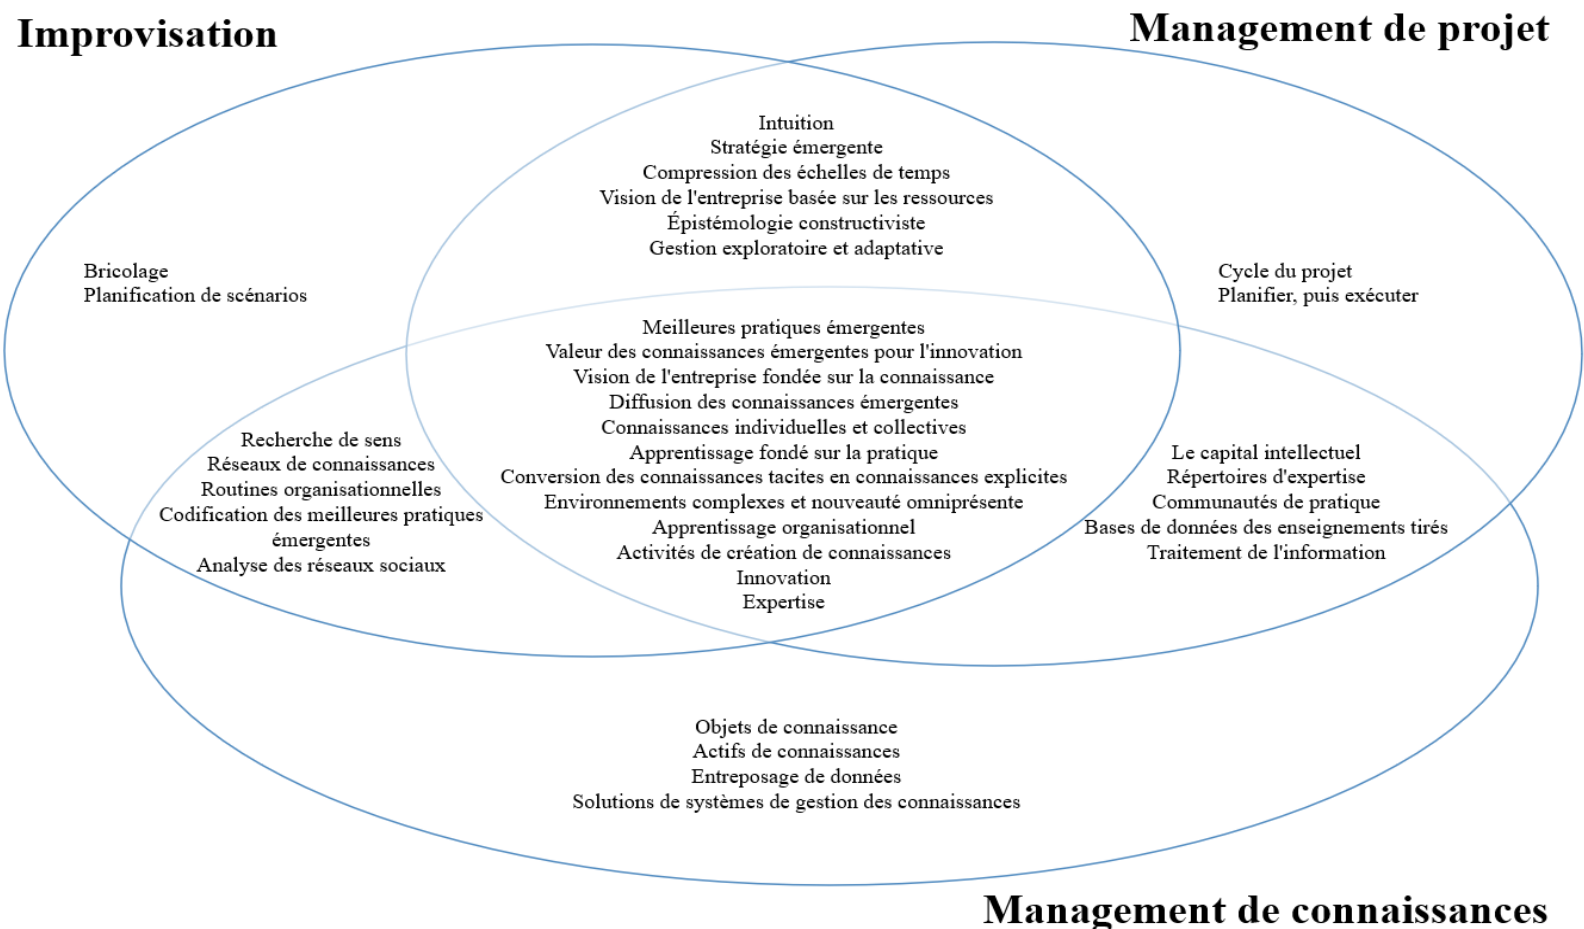 Improvisation
Management de projet
Intuition
Stratégie émergente
Compression des échelles de temps
Vision de l'entreprise basée sur les ressources
Épistémologie constructiviste
Gestion exploratoire et adaptative
Bricolage
Planification de scénarios
Cycle du projet
Planifier, puis exécuter
Meilleures pratiques émergentes
Valeur des connaissances émergentes pour l'innovation
Vision de l'entreprise fondée sur la connaissance
Diffusion des connaissances émergentes
Connaissances individuelles et collectives
Apprentissage fondé sur la pratique
Conversion des connaissances tacites en connaissances explicites
Environnements complexes et nouveauté omniprésente
Apprentissage organisationnel
Activités de création de connaissances
Innovation
Expertise
Recherche de sens
Réseaux de connaissances
Routines organisationnelles
Codification des meilleures pratiques
émergentes
Analyse des réseaux sociaux
Le capital intellectuel
Répertoires d'expertise
Communautés de pratique
Bases de données des enseignements tirés
Traitement de l'information
Objets de connaissance
Actifs de connaissances
Entreposage de données
Solutions de systèmes de gestion des connaissances
Management de connaissances